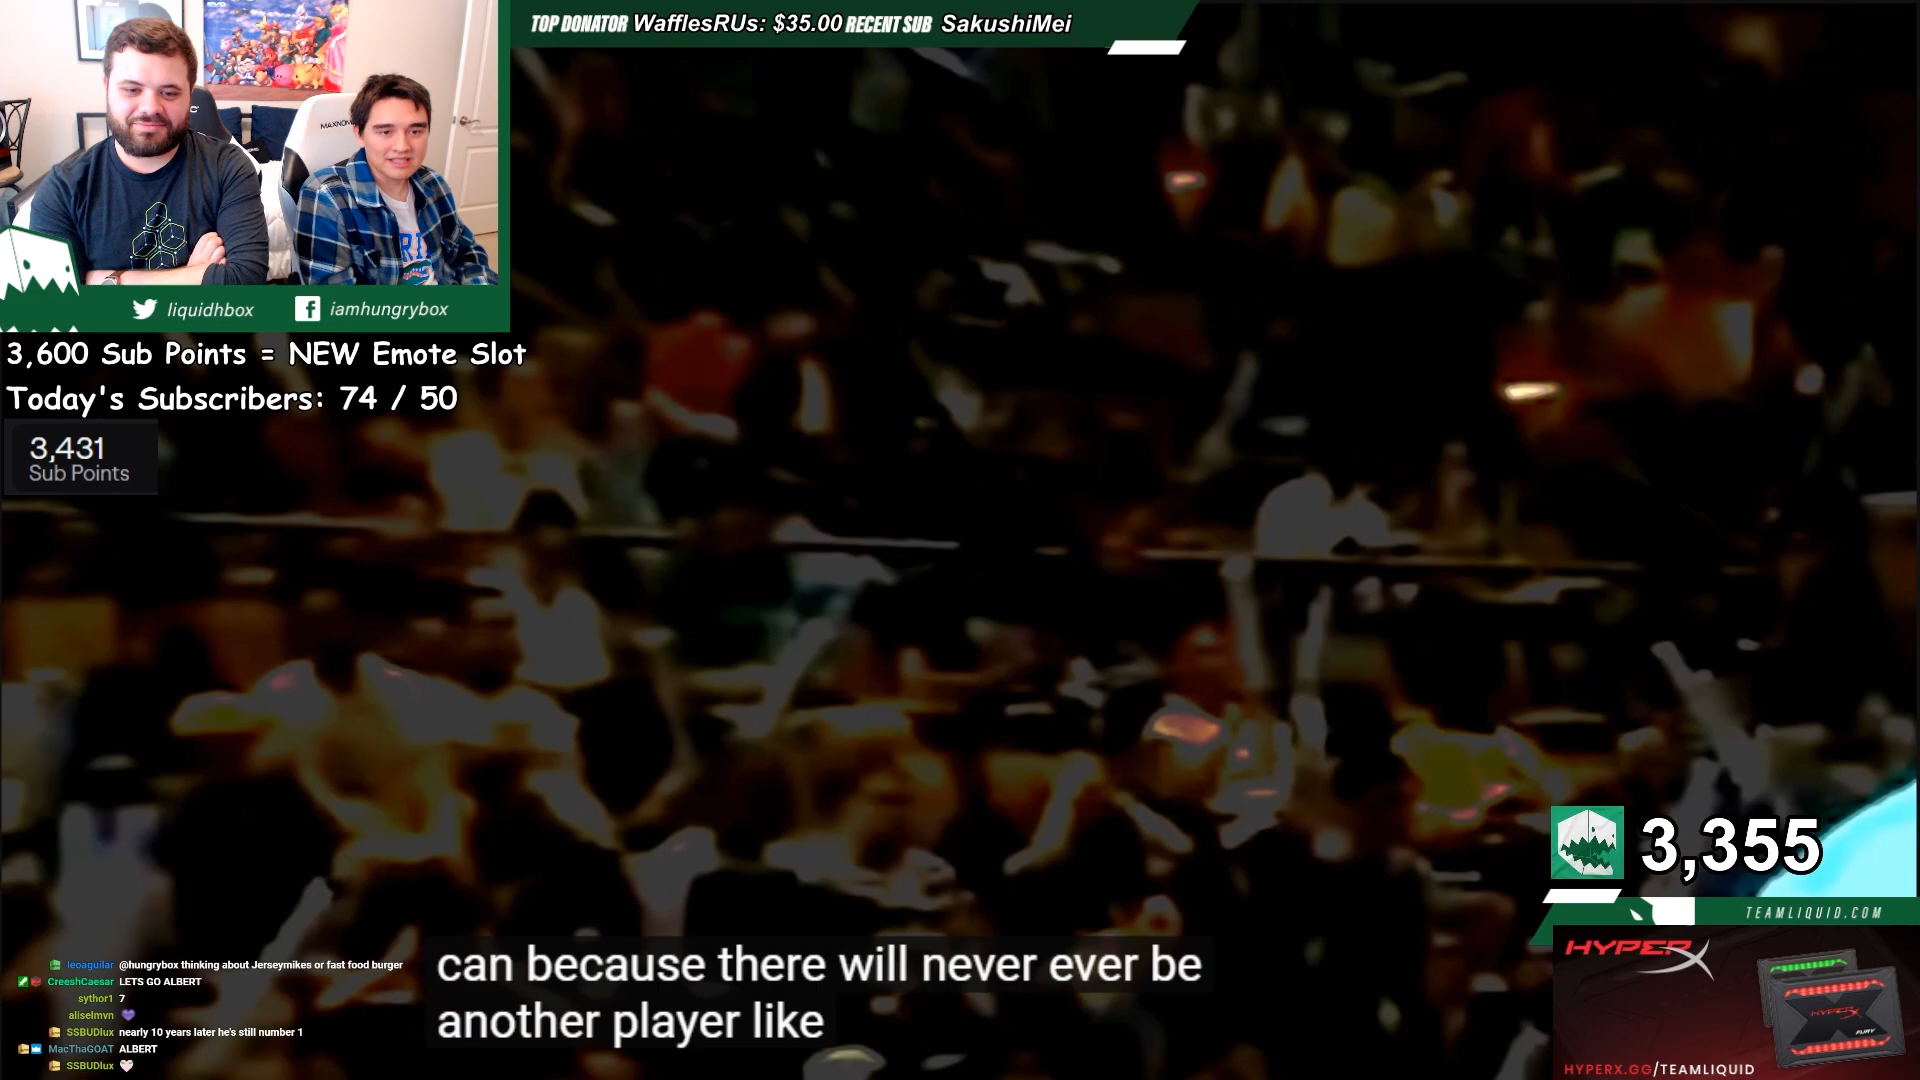 TOP DONATOR WafflesRUs: $35.00 RECENT SUB SakushiMei
MAXNOM
liquidhbox
iamhungrybox
3,600 Sub Points = NEW Emote Slot
Today's Subscribers: 74 / 50
3,431
Sub Points
3,355
TEAMLIQUID.COM
HYPERX
HYPERX
FURY
HYPERX.GG/TEAMLIQUID
leoaguilar @hungrybox thinking about Jerseymikes or fast food burger
CreeshCaesar LETS GO ALBERT
sythor1 7
aliselmvn 💜
SSBUDlux nearly 10 years later he's still number 1
MacThaGOAT ALBERT
SSBUDlux 🤍
can because there will never ever be
another player like